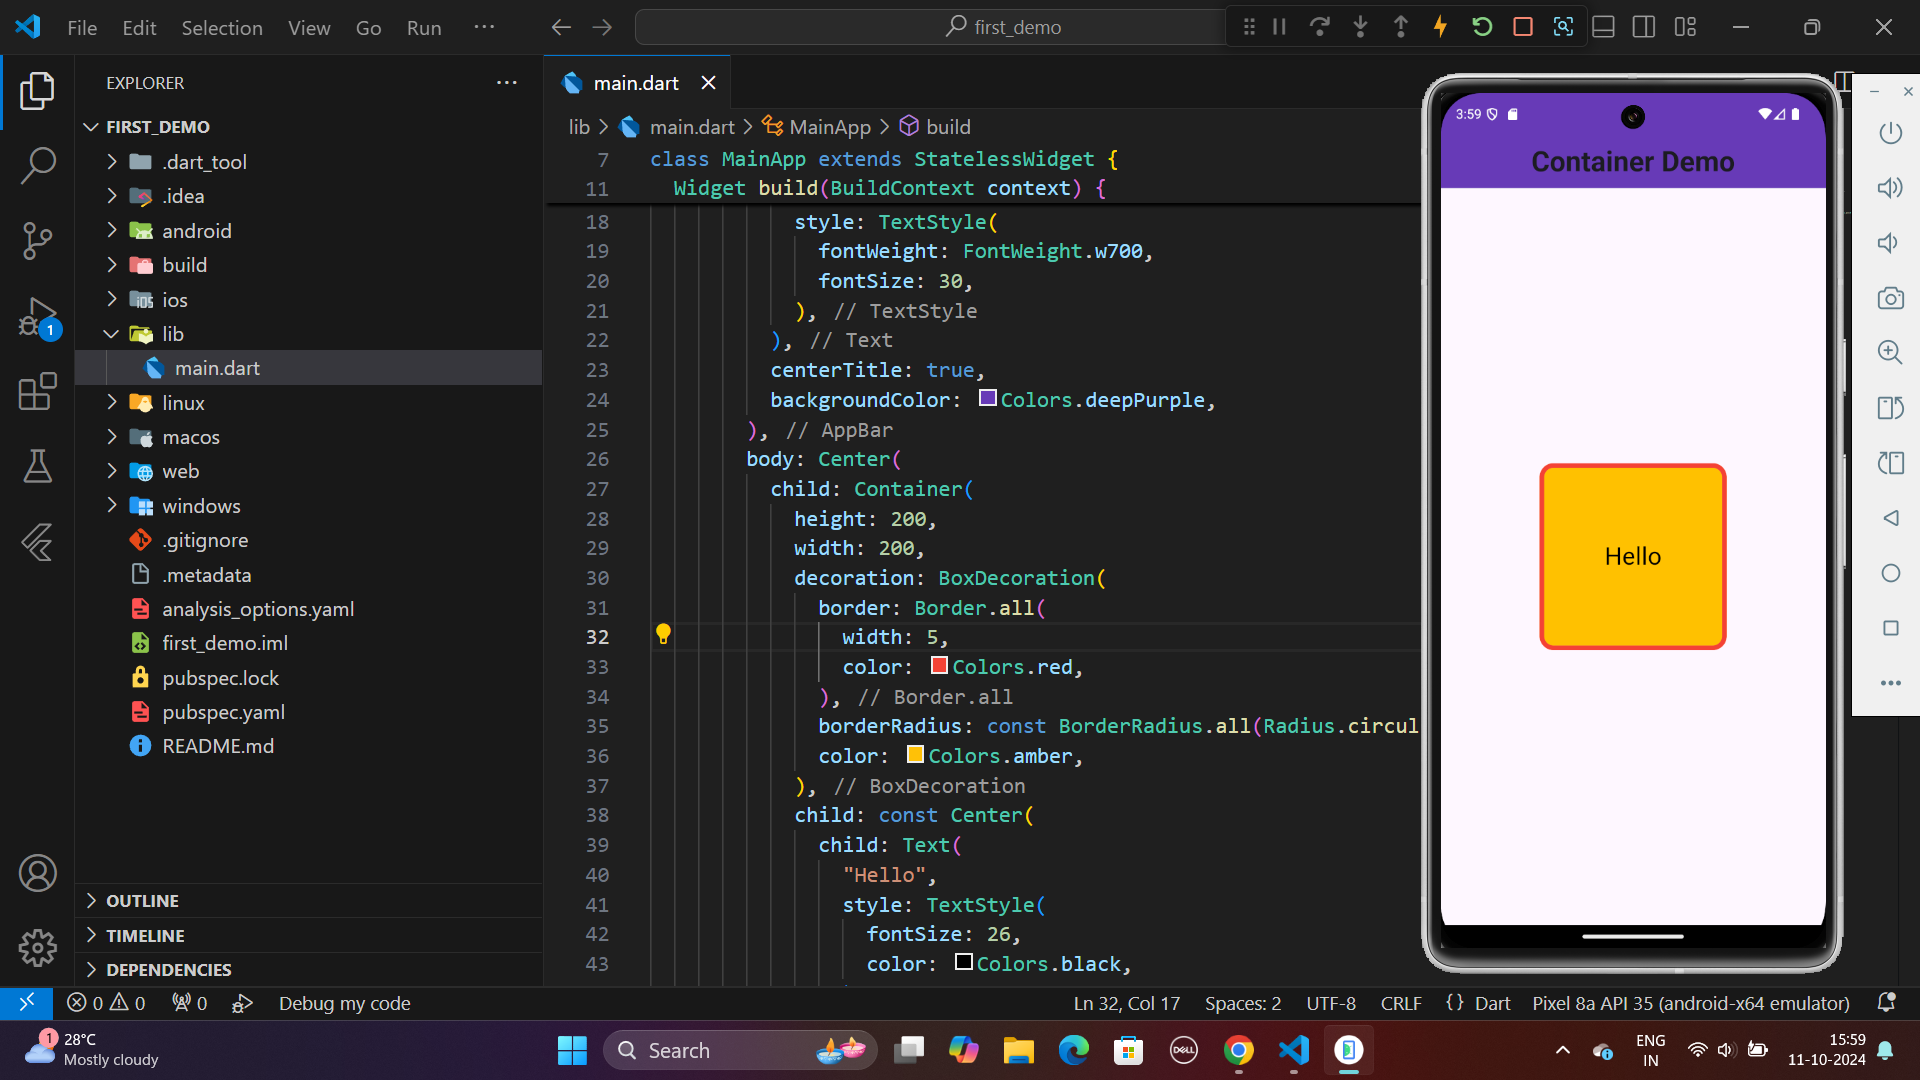 File Edit Selection View Go Run ···
first_demo
EXPLORER ···
FIRST_DEMO
.dart_tool
.idea
android
build
ios
lib
main.dart
linux
macos
web
windows
.gitignore
.metadata
analysis_options.yaml
first_demo.iml
pubspec.lock
pubspec.yaml
README.md
OUTLINE
TIMELINE
DEPENDENCIES
1
main.dart
lib > main.dart > MainApp > build
7 class MainApp extends StatelessWidget {
11 Widget build(BuildContext context) {
18 style: TextStyle(
19 fontWeight: FontWeight.w700,
20 fontSize: 30,
21 ), // TextStyle
22 ), // Text
23 centerTitle: true,
24 backgroundColor: Colors.deepPurple,
25 ), // AppBar
26 body: Center(
27 child: Container(
28 height: 200,
29 width: 200,
30 decoration: BoxDecoration(
31 border: Border.all(
32 width: 5,
33 color: Colors.red,
34 ), // Border.all
35 borderRadius: const BorderRadius.all(Radius.circul
36 color: Colors.amber,
37 ), // BoxDecoration
38 child: const Center(
39 child: Text(
40 "Hello",
41 style: TextStyle(
42 fontSize: 26,
43 color: Colors.black,
3:59
Container Demo
Hello
0 0 0 Debug my code
Ln 32, Col 17 Spaces: 2 UTF-8 CRLF {} Dart Pixel 8a API 35 (android-x64 emulator)
1
28°C
Mostly cloudy
Search
DELL
ENG
IN
15:59
11-10-2024